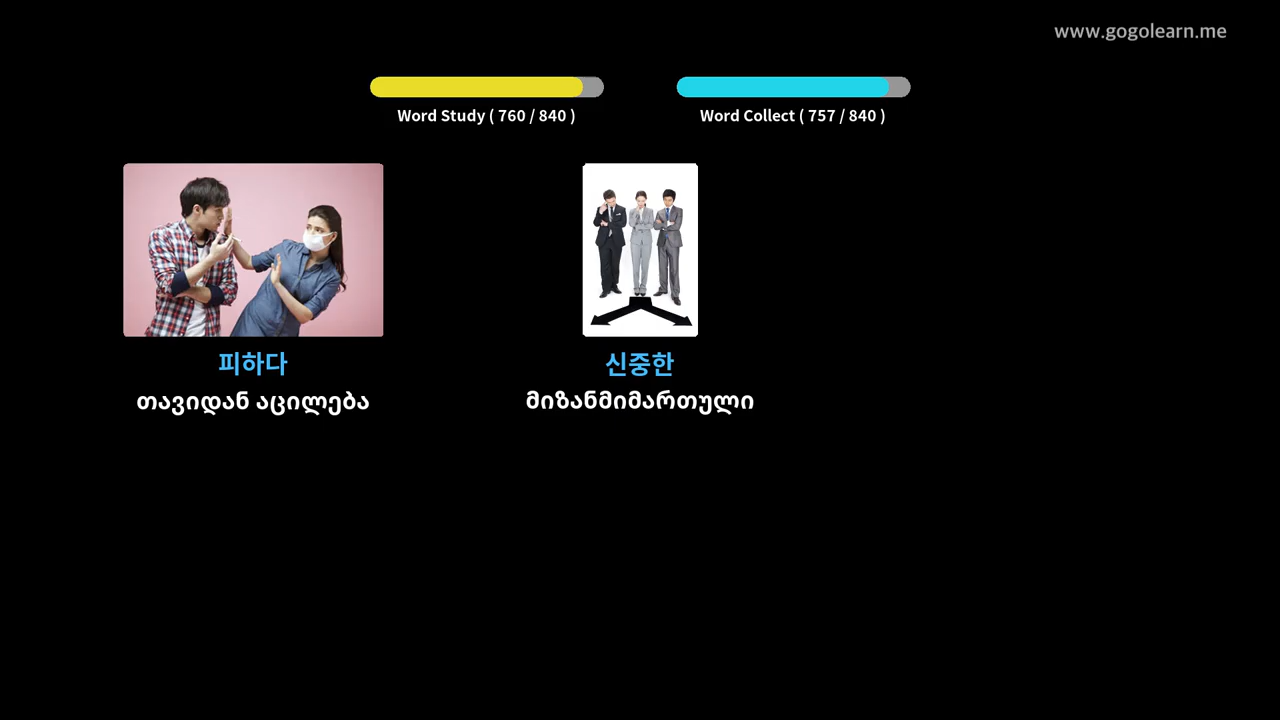 www.gogolearn.me
Word Study ( 760 / 840 )
Word Collect ( 757 / 840 )
피하다
თავიდან აცილება
신중한
მიზანმიმართული